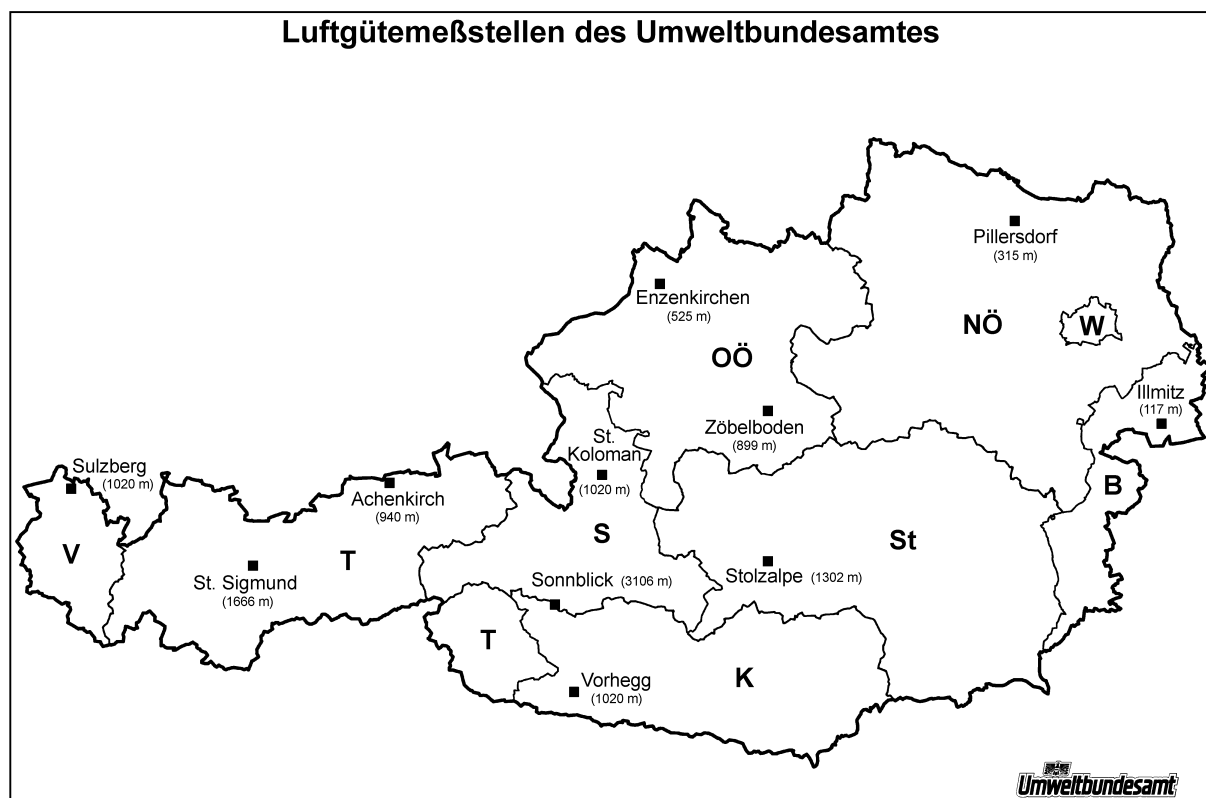 Luftgütemeßstellen des Umweltbundesamtes
Pillersdorf
(315 m)
Enzenkirchen
(525 m)
NÖ
W
OÖ
Illmitz
(117 m)
Zöbelboden
(899 m)
St.
Koloman
(1020 m)
Sulzberg
(1020 m)
Achenkirch
(940 m)
B
V
S
St
T
St. Sigmund
(1666 m)
Sonnblick (3106 m)
Stolzalpe (1302 m)
T
K
Vorhegg
(1020 m)
Umweltbundesamt